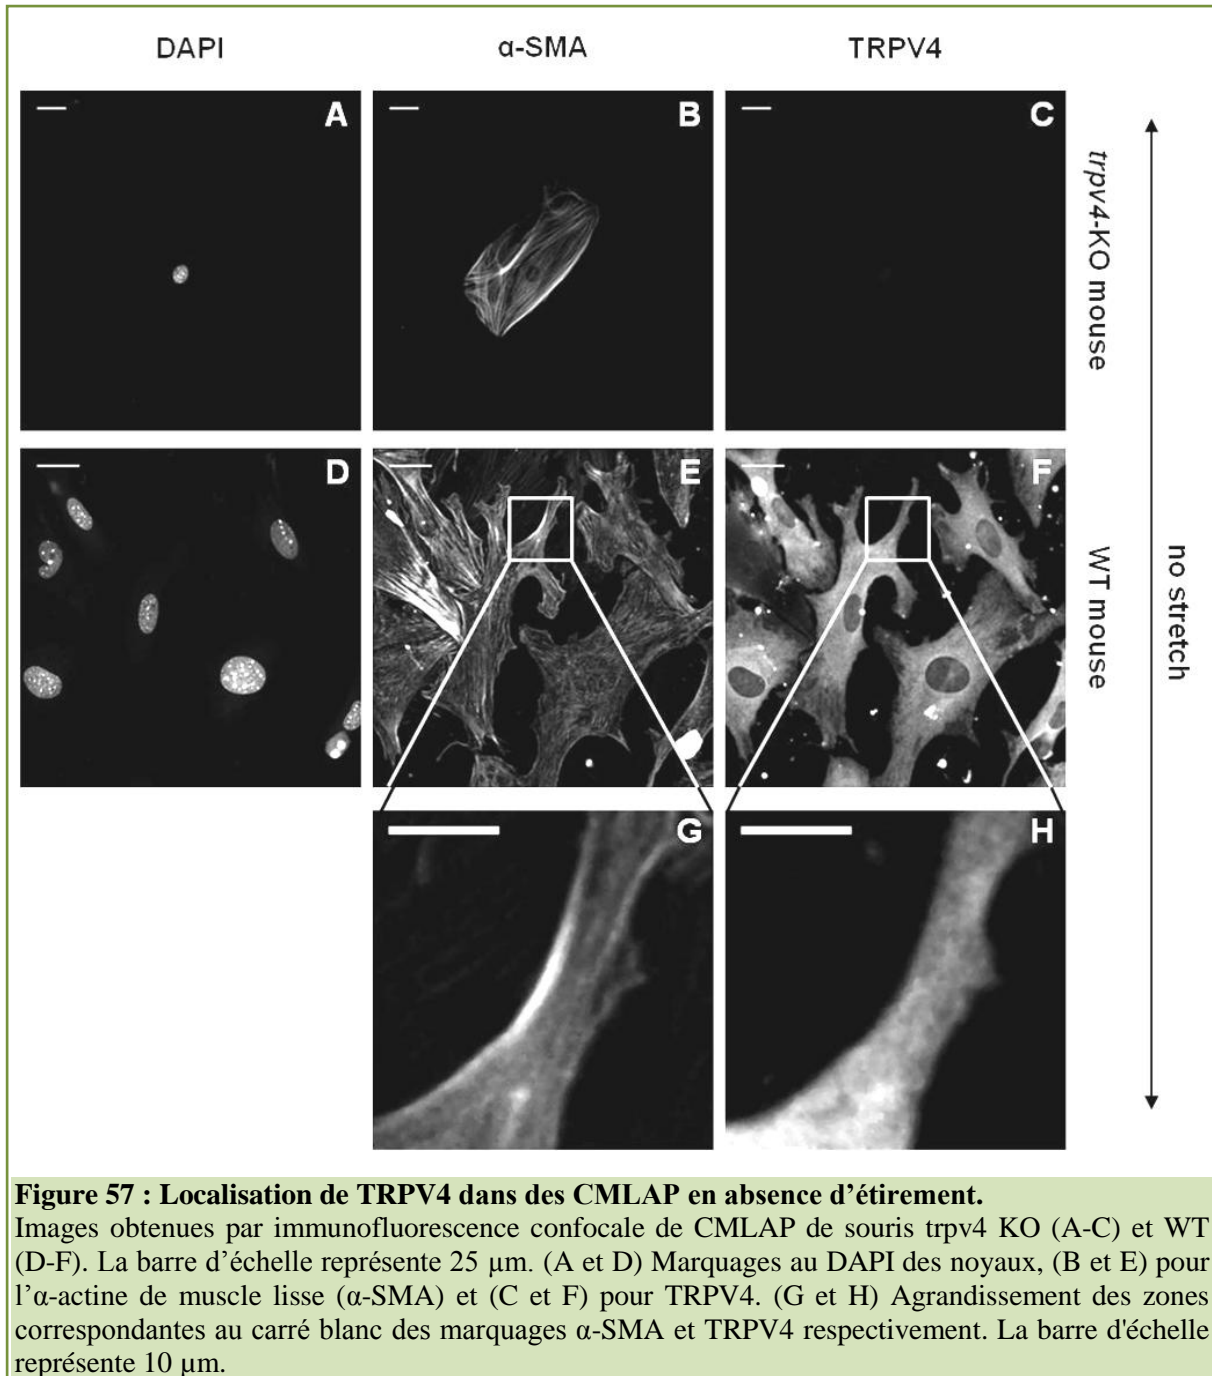 DAPI
α-SMA
TRPV4
A
B
C
trpv4-KO mouse
D
E
F
WT mouse
no stretch
G
H
Figure 57 : Localisation de TRPV4 dans des CMLAP en absence d’étirement.
Images obtenues par immunofluorescence confocale de CMLAP de souris trpv4 KO (A-C) et WT
(D-F). La barre d’échelle représente 25 µm. (A et D) Marquages au DAPI des noyaux, (B et E) pour
l’α-actine de muscle lisse (α-SMA) et (C et F) pour TRPV4. (G et H) Agrandissement des zones
correspondantes au carré blanc des marquages α-SMA et TRPV4 respectivement. La barre d'échelle
représente 10 µm.